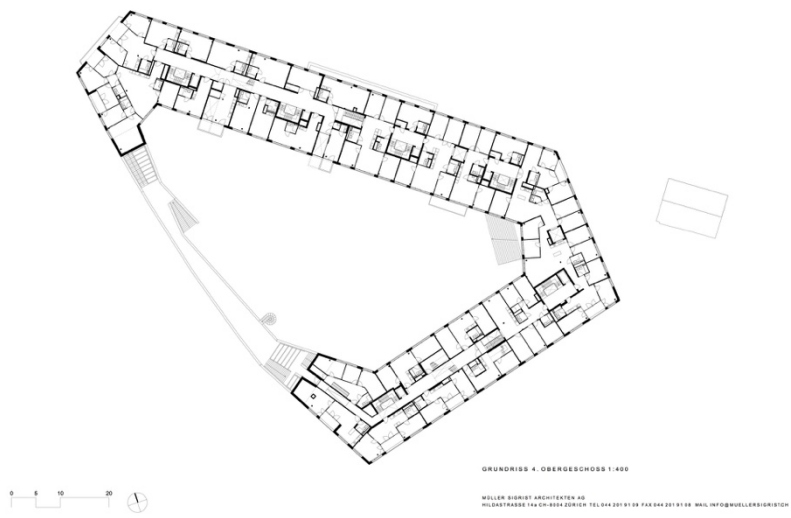 GRUNDRISS 4. OBERGESCHOSS 1:400
0 5 10 20
MÜLLER SIGRIST ARCHITEKTEN AG
HILDASTRASSE 14a CH-8004 ZÜRICH TEL 044 201 91 09 FAX 044 201 91 08 MAIL INFO@MUELLERSIGRIST.CH